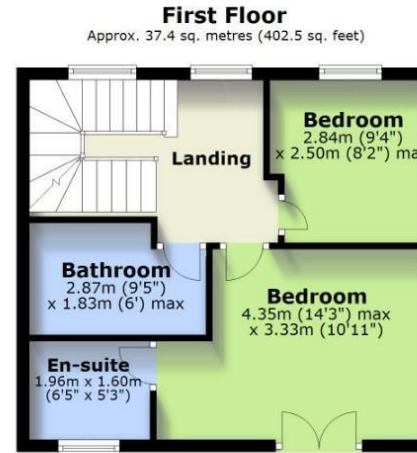 First Floor
Approx. 37.4 sq. metres (402.5 sq. feet)
Bedroom
2.84m (9'4")
x 2.50m (8'2") max
Landing
Bathroom
2.87m (9'5")
x 1.83m (6') max
Bedroom
4.35m (14'3") max
x 3.33m (10'11")
En-suite
1.96m x 1.60m
(6'5" x 5'3")